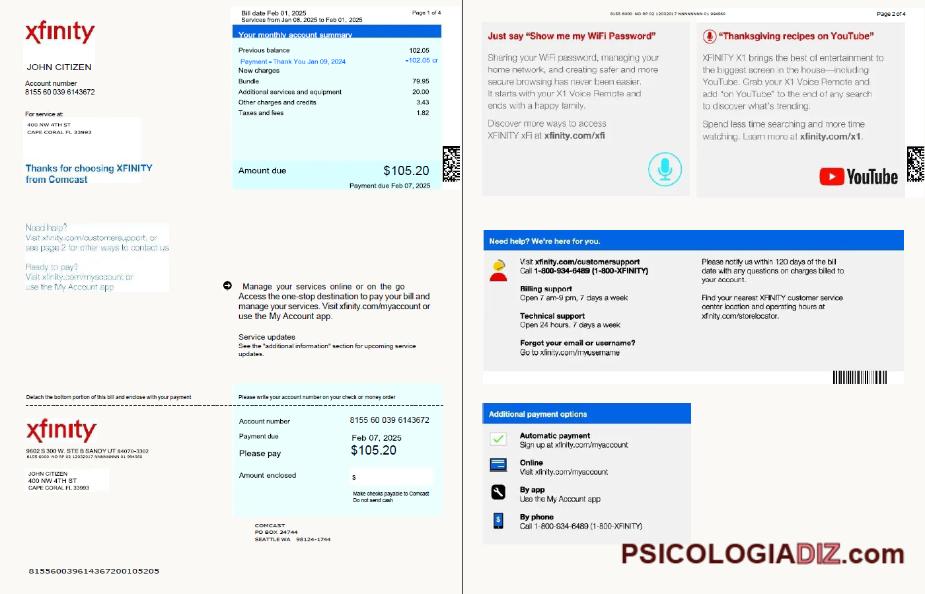 xfinity
JOHN CITIZEN
Account number
8155 60 039 6143672
For service at:
400 NW 4TH ST
CAPE CORAL FL 33993
Thanks for choosing XFINITY
from Comcast
Need help?
Visit xfinity.com/customersupport, or
see page 2 for other ways to contact us
Ready to pay?
Visit xfinity.com/myaccount or
use the My Account app
Bill date Feb 01, 2025
Services from Jan 08, 2025 to Feb 01, 2025
Page 1 of 4
Your monthly account summary
Previous balance 102.05
Payment - Thank You Jan 09, 2024 -102.05 cr
New charges
Bundle 79.95
Additional services and equipment 20.00
Other charges and credits 3.43
Taxes and fees 1.82
Amount due $105.20
Payment due Feb 07, 2025
Manage your services online or on the go
Access the one-stop destination to pay your bill and
manage your services. Visit xfinity.com/myaccount or
use the My Account app.
Service updates
See the "additional information" section for upcoming service
updates.
Detach the bottom portion of this bill and enclose with your payment
Please write your account number on your check or money order
xfinity
9602 S 300 W. STE B SANDY UT 84070-3302
JOHN CITIZEN
400 NW 4TH ST
CAPE CORAL FL 33993
Account number 8155 60 039 6143672
Payment due Feb 07, 2025
Please pay $105.20
Amount enclosed $
Make checks payable to Comcast
Do not send cash
COMCAST
PO BOX 34744
SEATTLE WA 98124-1744
81556003961436720010 5205
Page 2 of 4
Just say “Show me my WiFi Password”
Sharing your WiFi password, managing your
home network, and creating safer and more
secure browsing has never been easier.
It starts with your X1 Voice Remote and
ends with a happy family.
Discover more ways to access
XFINITY xFi at xfinity.com/xfi
“Thanksgiving recipes on YouTube”
XFINITY X1 brings the best of entertainment to
the biggest screen in the house—including
YouTube. Grab your X1 Voice Remote and
add “on YouTube” to the end of any search
to discover what's trending.
Spend less time searching and more time
watching. Learn more at xfinity.com/x1.
YouTube
Need help? We're here for you.
Visit xfinity.com/customersupport
Call 1-800-934-6489 (1-800-XFINITY)
Billing support
Open 7 am-9 pm, 7 days a week
Technical support
Open 24 hours, 7 days a week
Forgot your email or username?
Go to xfinity.com/myusername
Please notify us within 120 days of the bill
date with any questions on charges billed to
your account.
Find your nearest XFINITY customer service
center location and operating hours at
xfinity.com/storelocator.
Additional payment options
Automatic payment
Sign up at xfinity.com/myaccount
Online
Visit xfinity.com/myaccount
By app
Use the My Account app
By phone
Call 1-800-934-6489 (1-800-XFINITY)
PSICOLOGIADIZ.com